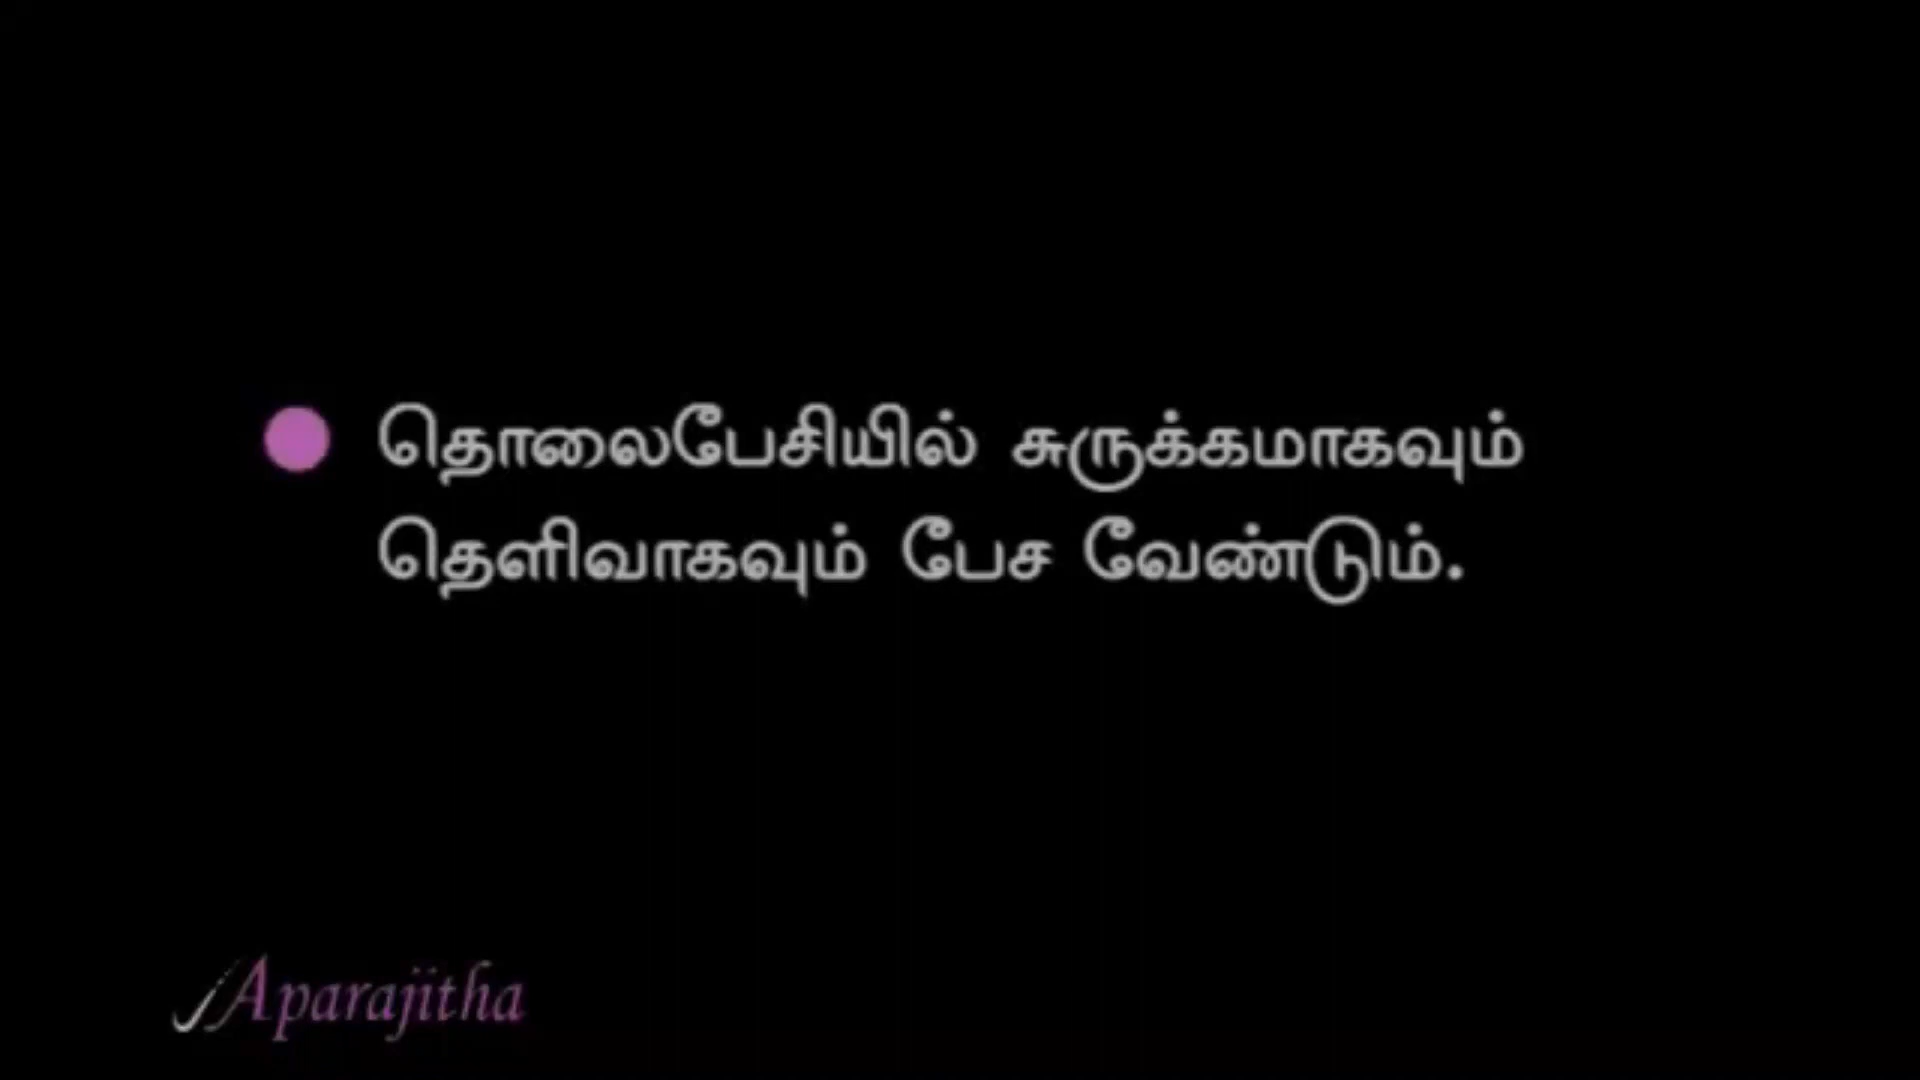 தொலைபேசியில் சுருக்கமாகவும்
தெளிவாகவும் பேச வேண்டும்.
Aparajitha